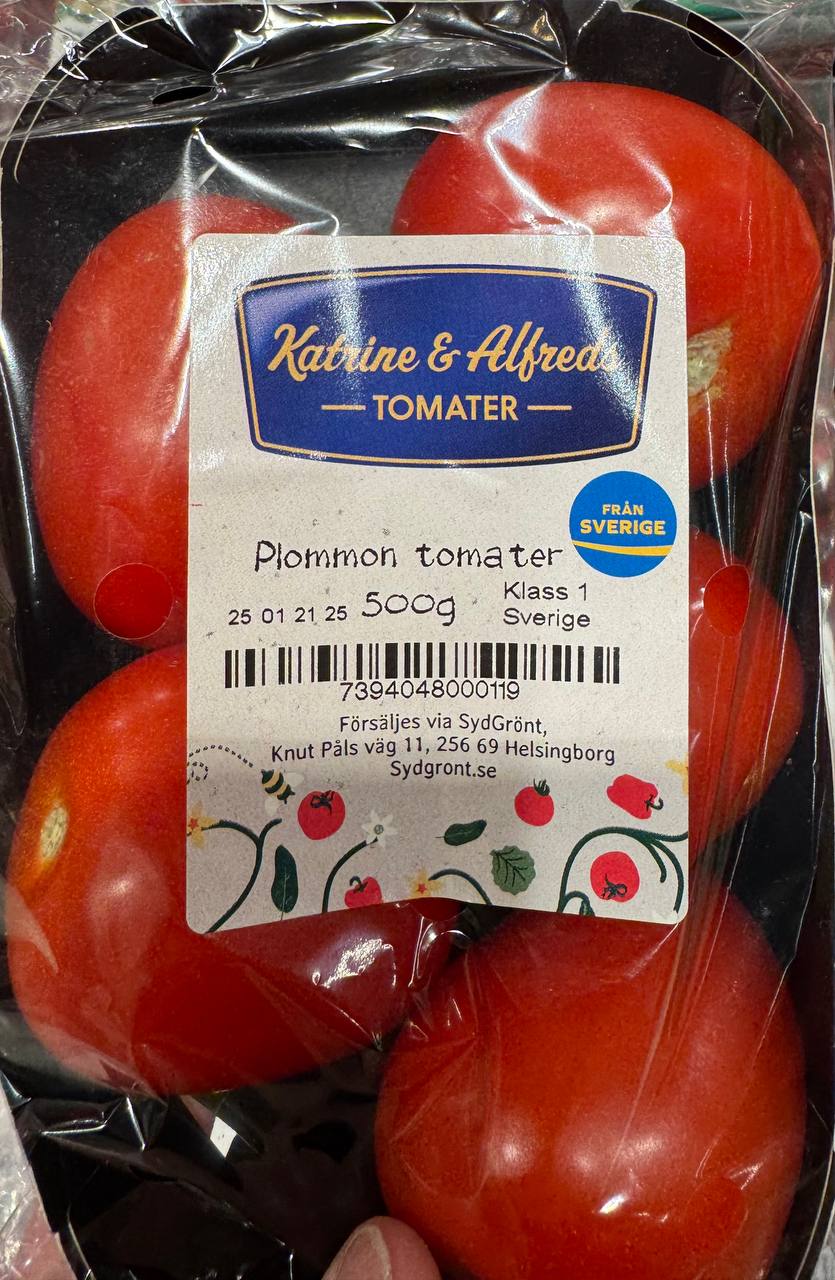 Katrine & Alfreds
TOMATER
FRÅN
SVERIGE
Plommon tomater
25 01 21 25 500g Klass 1
Sverige
7394048000119
Försäljes via SydGrönt,
Knut Påls väg 11, 256 69 Helsingborg
Sydgront.se